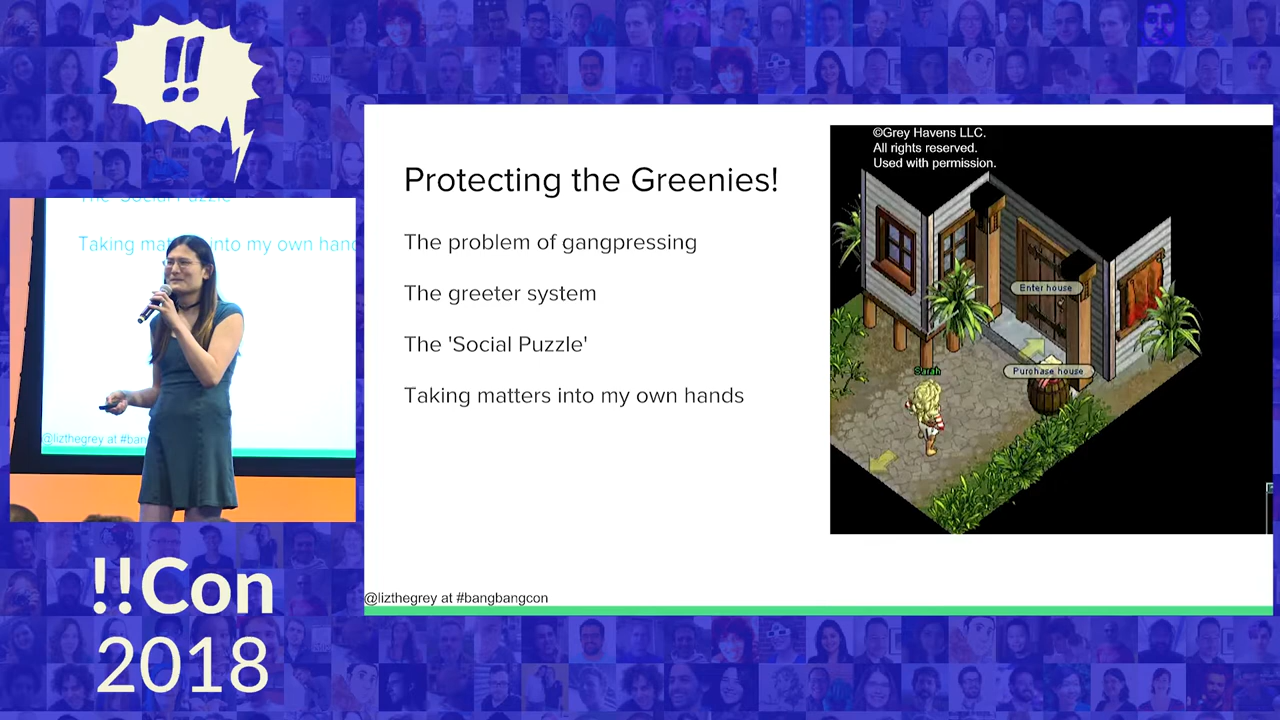 !!
©Grey Havens LLC.
All rights reserved.
Used with permission.
Protecting the Greenies!
The problem of gangpressing
The greeter system
The 'Social Puzzle'
Taking matters into my own hands
Enter house
Purchase house
Sarah
@lizthegrey at #bangbangcon
The 'Social Puzzle'
Taking matters into my own hand
@lizthegrey at #ban
!!Con
2018